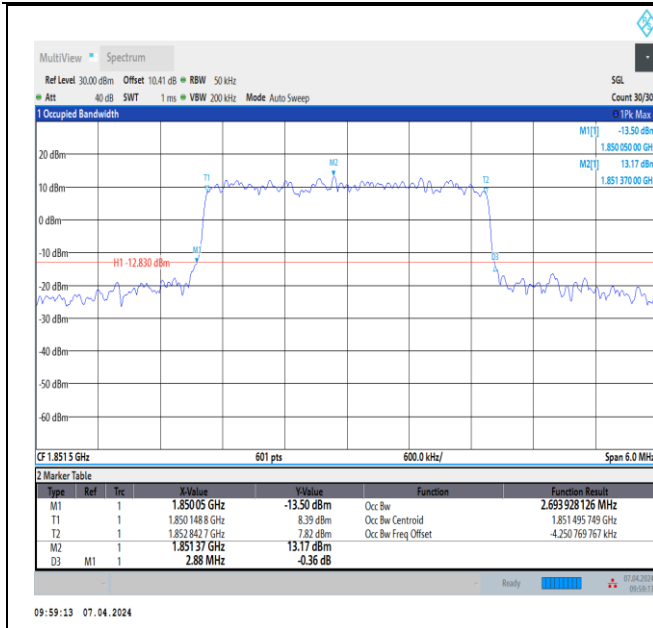 MultiView Spectrum
Ref Level 30.00 dBm Offset 10.41 dB RBW 50 kHz SGL
Att 40 dB SWT 1 ms VBW 200 kHz Mode Auto Sweep Count 30/30
1 Occupied Bandwidth 1Pk Max
M1[1] -13.50 dBm
1.850 050 00 GH
M2[1] 13.17 dBm
1.851 370 00 GH
20 dBm
M2
T1 T2
10 dBm
0 dBm
M1
-10 dBm
D3
H1 -12.830 dBm
-20 dBm
-30 dBm
-40 dBm
-50 dBm
-60 dBm
CF 1.851 5 GHz 601 pts 600.0 kHz/ Span 6.0 MHz
2 Marker Table
Type Ref Trc X-Value Y-Value Function Function Result
M1 1 1.850 05 GHz -13.50 dBm Occ Bw 2.693 928 126 MHz
T1 1 1.850 148 8 GHz 8.39 dBm Occ Bw Centroid 1.851 495 749 GHz
T2 1 1.852 842 7 GHz 7.82 dBm Occ Bw Freq Offset -4.250 769 767 kHz
M2 1 1.851 37 GHz 13.17 dBm
D3 M1 1 2.88 MHz -0.36 dB
Ready 07.04.2024
09:59:13
09:59:13 07.04.2024